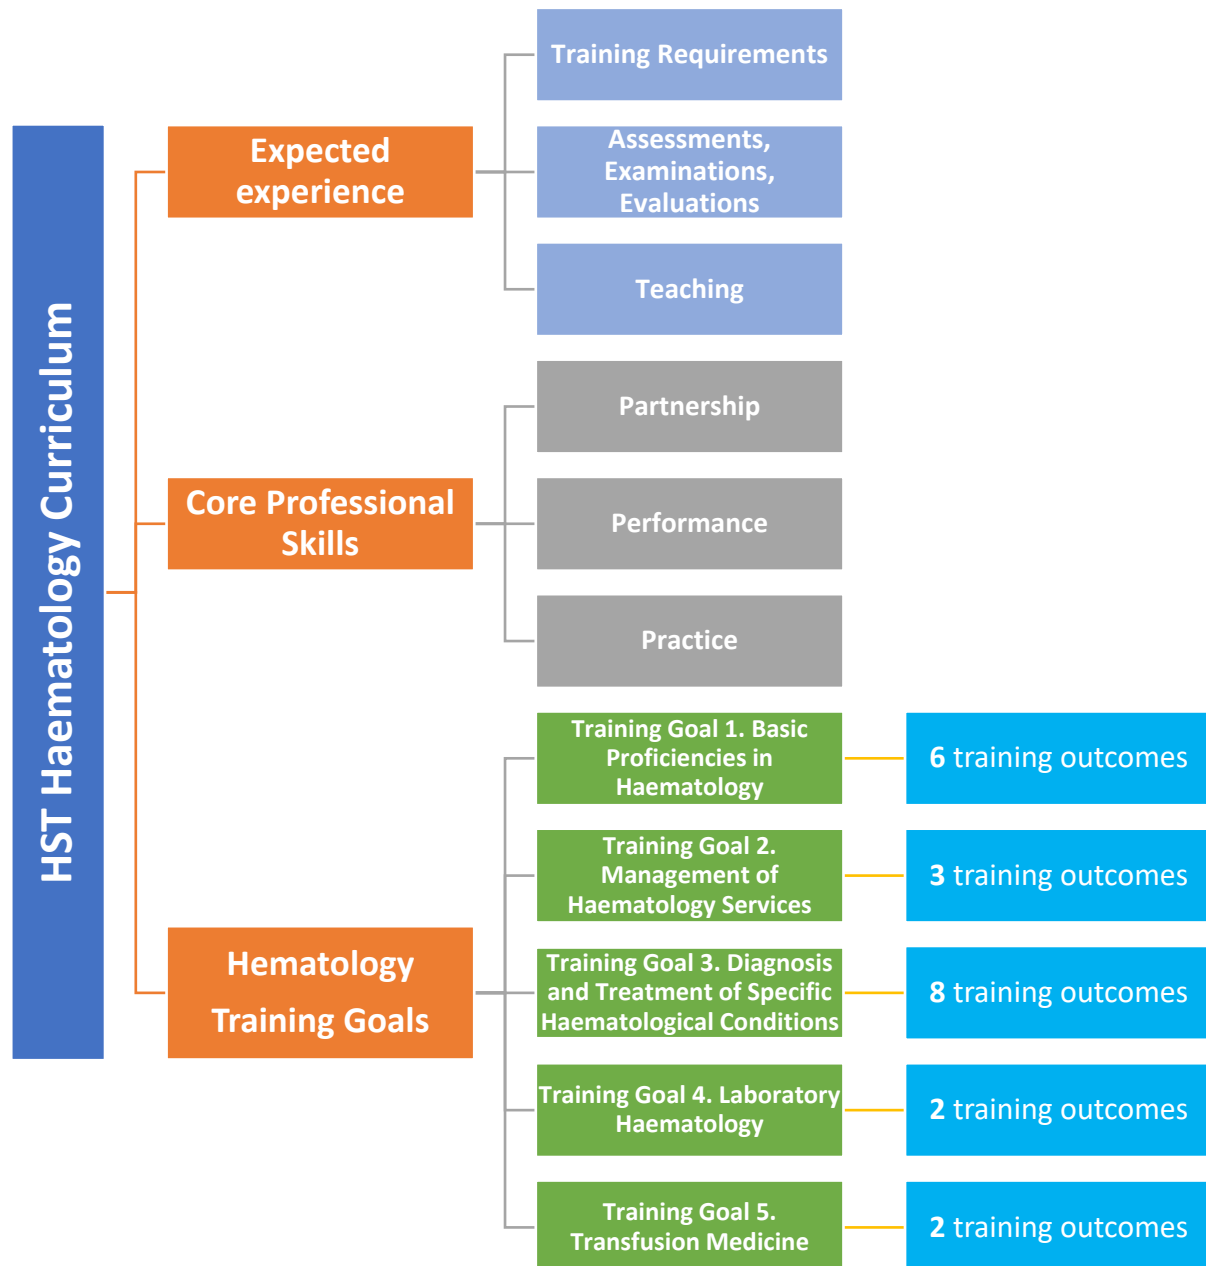 HST Haematology Curriculum
Expected
experience
Training Requirements
Assessments,
Examinations,
Evaluations
Teaching
Core Professional
Skills
Partnership
Performance
Practice
Hematology
Training Goals
Training Goal 1. Basic
Proficiencies in
Haematology
6 training outcomes
Training Goal 2.
Management of
Haematology Services
3 training outcomes
Training Goal 3. Diagnosis
and Treatment of Specific
Haematological Conditions
8 training outcomes
Training Goal 4. Laboratory
Haematology
2 training outcomes
Training Goal 5.
Transfusion Medicine
2 training outcomes